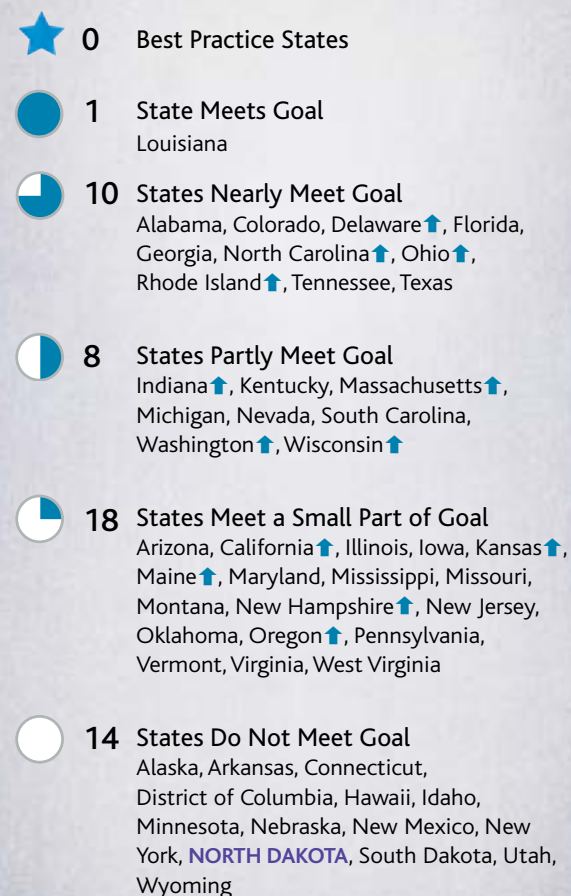 0 Best Practice States
1 State Meets Goal
Louisiana
10 States Nearly Meet Goal
Alabama, Colorado, Delaware⬆, Florida,
Georgia, North Carolina⬆, Ohio⬆,
Rhode Island⬆, Tennessee, Texas
8 States Partly Meet Goal
Indiana⬆, Kentucky, Massachusetts⬆,
Michigan, Nevada, South Carolina,
Washington⬆, Wisconsin⬆
18 States Meet a Small Part of Goal
Arizona, California⬆, Illinois, Iowa, Kansas⬆,
Maine⬆, Maryland, Mississippi, Missouri,
Montana, New Hampshire⬆, New Jersey,
Oklahoma, Oregon⬆, Pennsylvania,
Vermont, Virginia, West Virginia
14 States Do Not Meet Goal
Alaska, Arkansas, Connecticut,
District of Columbia, Hawaii, Idaho,
Minnesota, Nebraska, New Mexico, New
York, NORTH DAKOTA, South Dakota, Utah,
Wyoming